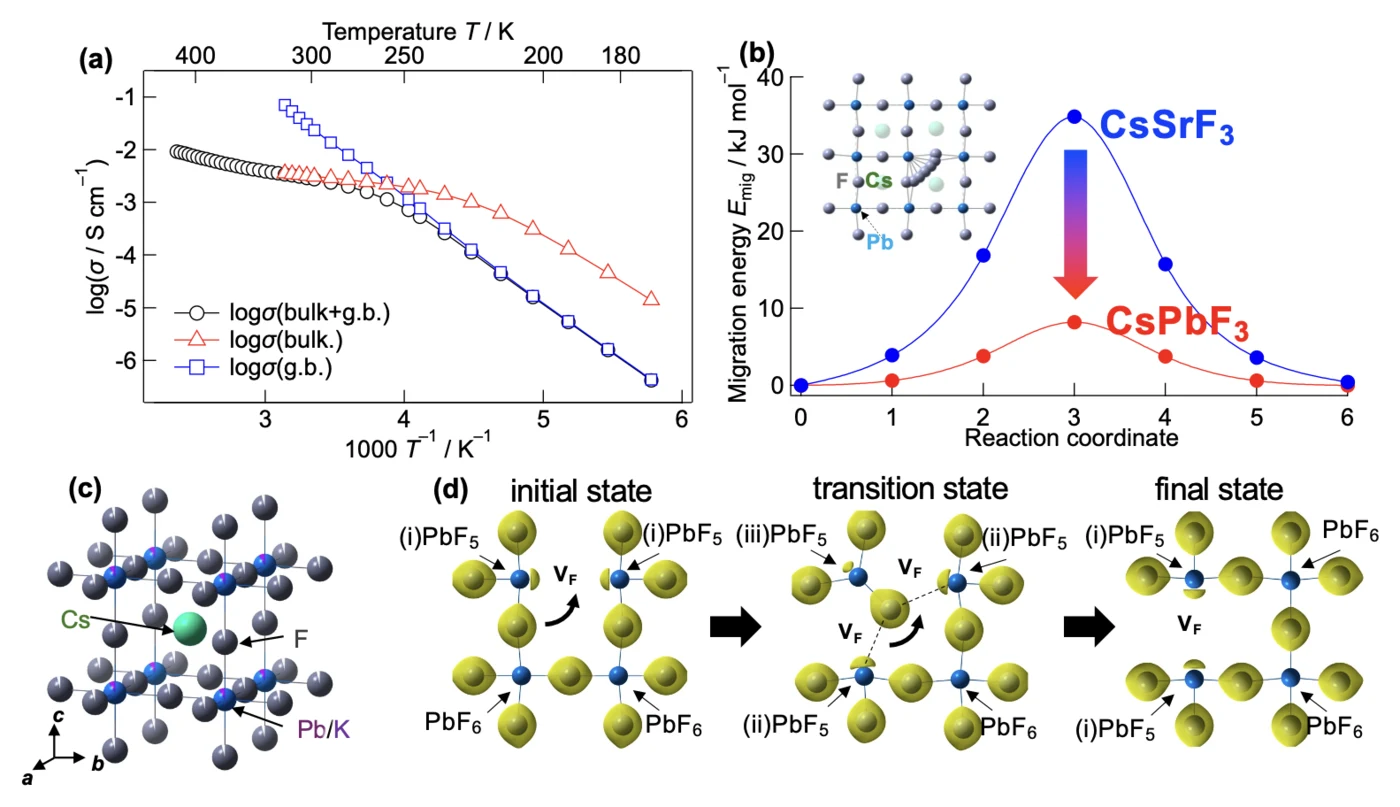 (a)
Temperature T / K
400 300 250 200 180
log(σ / S cm⁻¹)
-1
-2
-3
-4
-5
-6
logσ(bulk+g.b.)
logσ(bulk.)
logσ(g.b.)
3 4 5 6
1000 T⁻¹ / K⁻¹
(b)
Migration energy E_mig / kJ mol⁻¹
40
30
20
10
0
F Cs
Pb
CsSrF₃
CsPbF₃
0 1 2 3 4 5 6
Reaction coordinate
(c)
Cs
F
Pb/K
c
a
b
(d)
initial state
(i)PbF₅
(i)PbF₅
V_F
PbF₆
PbF₆
transition state
(iii)PbF₅
(ii)PbF₅
V_F
V_F
(ii)PbF₅
PbF₆
final state
(i)PbF₅
PbF₆
V_F
(i)PbF₅
PbF₆